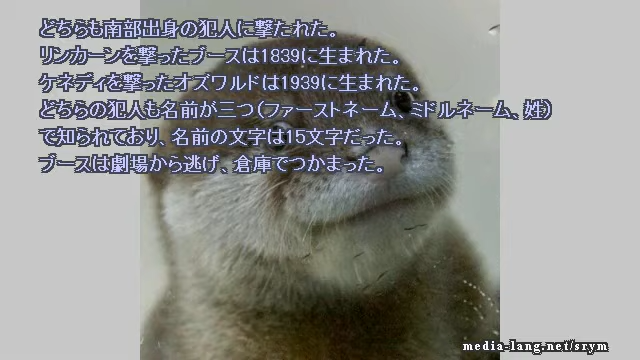 どちらも南部出身の犯人に撃たれた。
リンカーンを撃ったブースは1839に生まれた。
ケネディを撃ったオズワルドは1939に生まれた。
どちらの犯人も名前が三つ(ファーストネーム、ミドルネーム、姓)
で知られており、名前の文字は15文字だった。
ブースは劇場から逃げ、倉庫でつかまった。
media-lang.net/srym